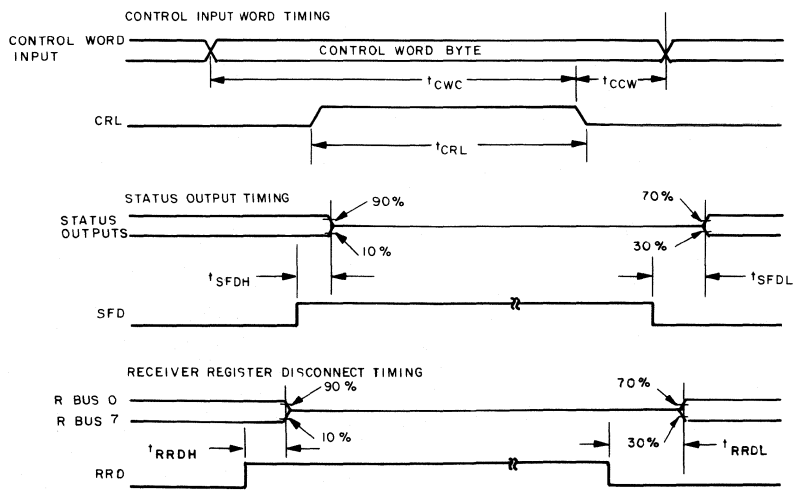 CONTROL INPUT WORD TIMING
CONTROL WORD
INPUT
CONTROL WORD BYTE
tCWC
tCCW
CRL
tCRL
STATUS OUTPUT TIMING
90%
70%
STATUS
OUTPUTS
10%
30%
tSFDH
tSFDL
SFD
RECEIVER REGISTER DISCONNECT TIMING
90%
70%
R BUS 0
R BUS 7
10%
30%
tRRDH
tRRDL
RRD